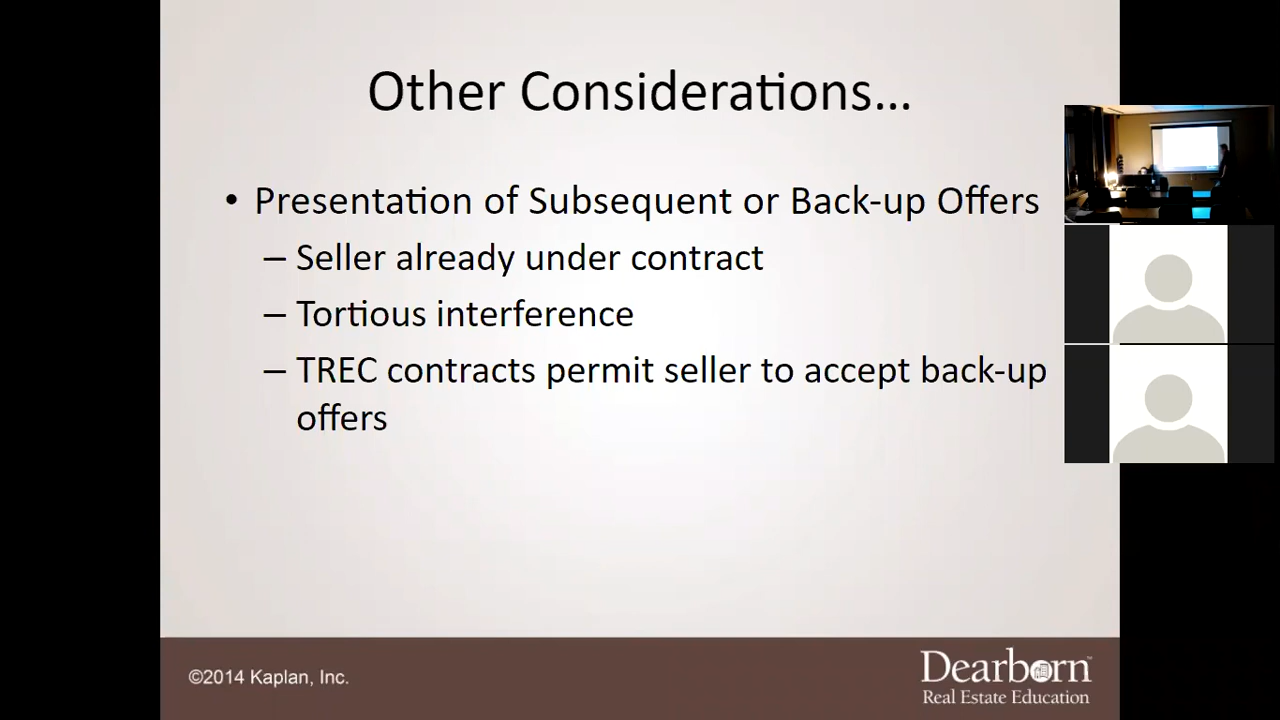 Other Considerations...
• Presentation of Subsequent or Back-up Offers
– Seller already under contract
– Tortious interference
– TREC contracts permit seller to accept back-up
offers
©2014 Kaplan, Inc.
Dearborn™
Real Estate Education